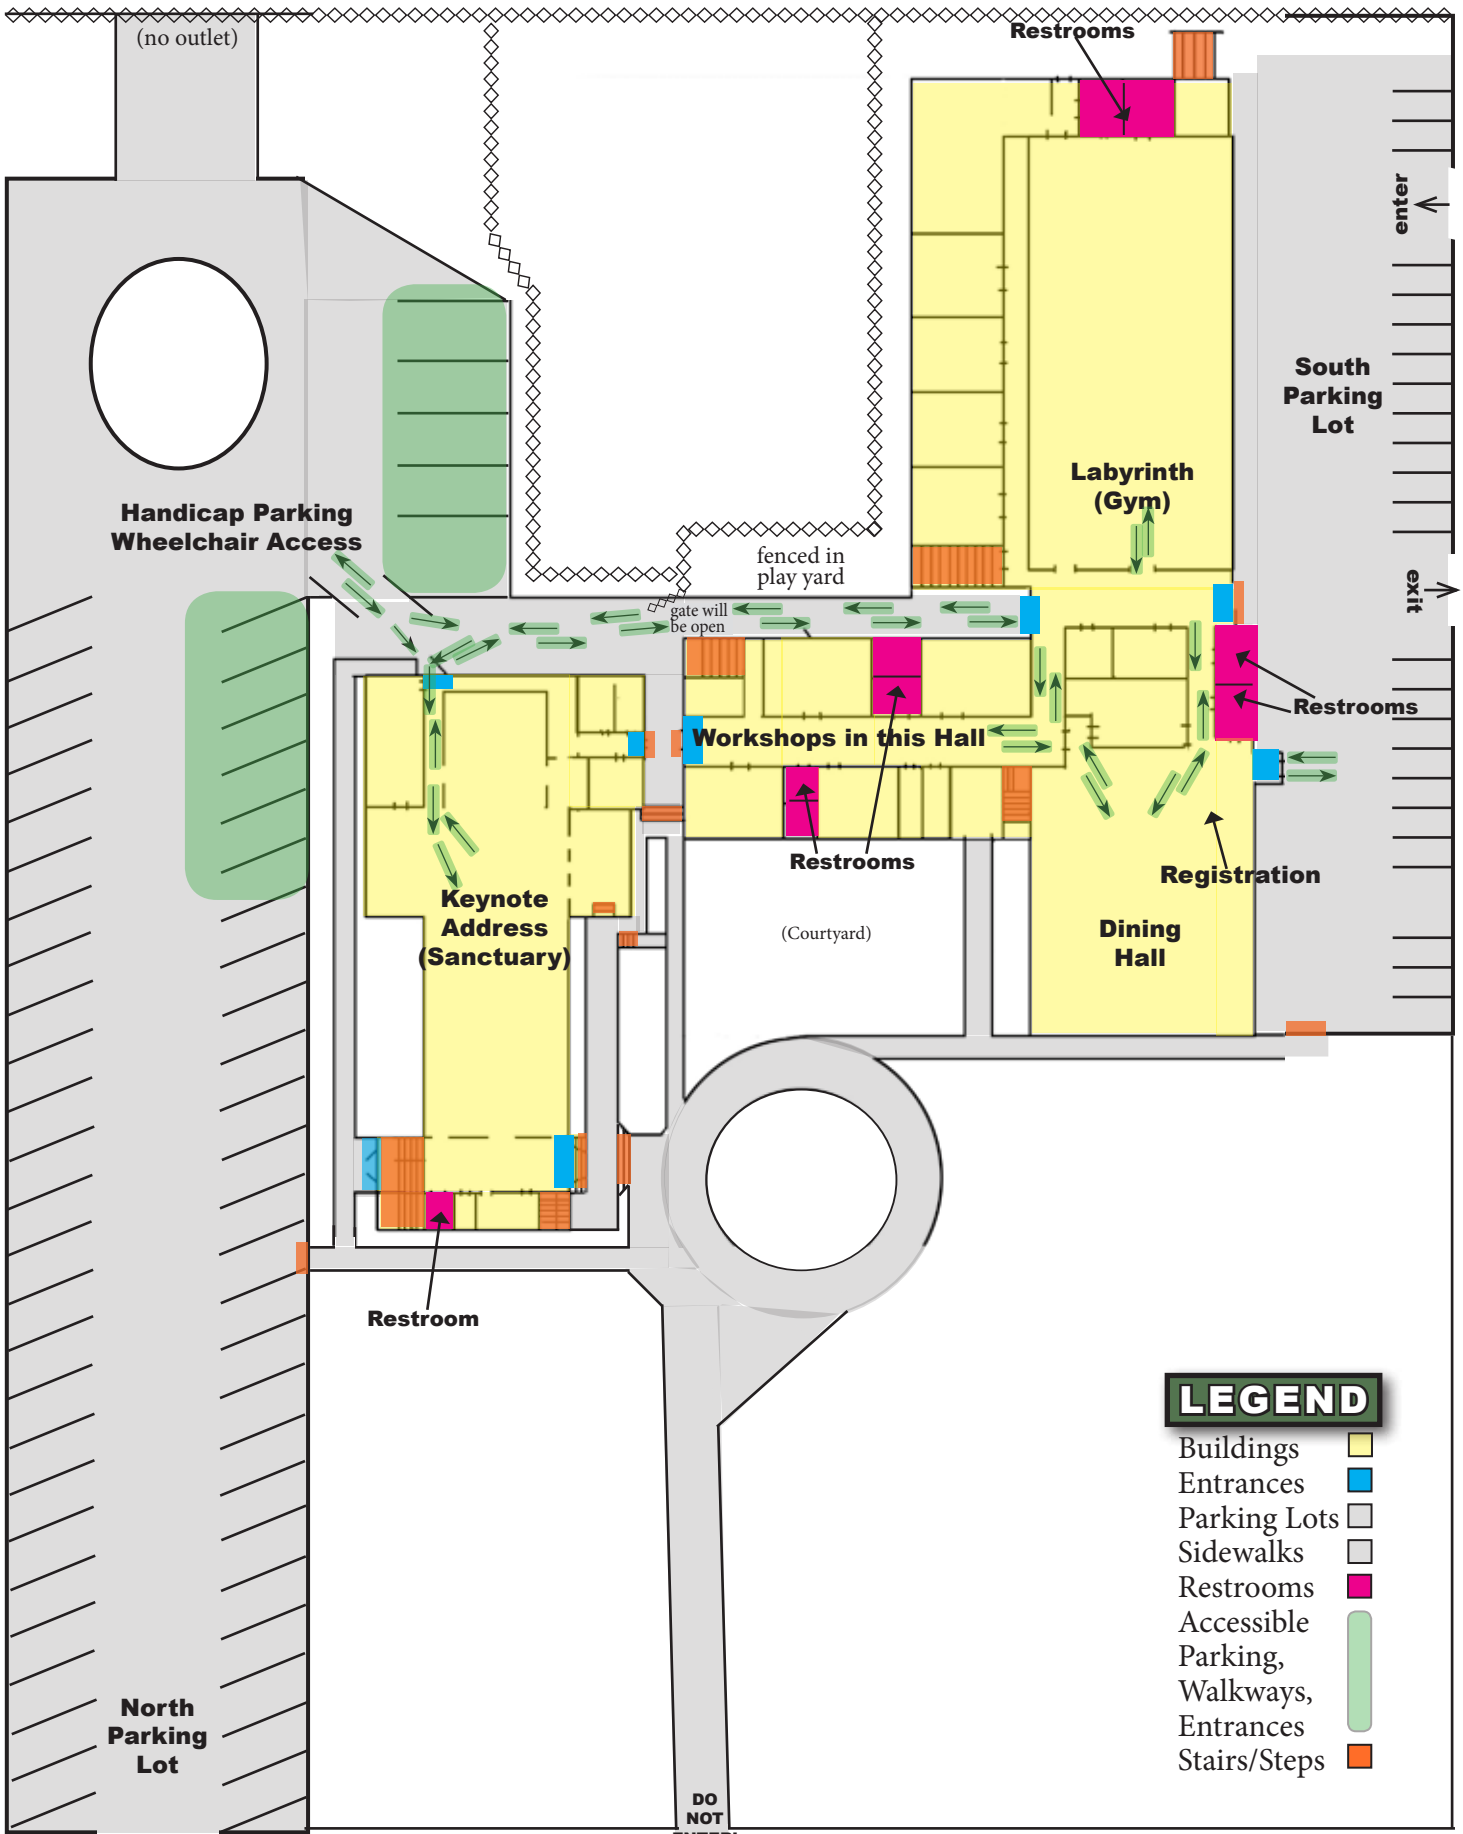 (no outlet)
Restrooms
enter
South
Parking
Lot
Labyrinth
(Gym)
Handicap Parking
Wheelchair Access
fenced in
play yard
exit
gate will
be open
Restrooms
Workshops in this Hall
Restrooms
Registration
Keynote
Address
(Sanctuary)
(Courtyard)
Dining
Hall
Restroom
LEGEND
Buildings
Entrances
Parking Lots
Sidewalks
Restrooms
Accessible
Parking,
Walkways,
Entrances
Stairs/Steps
North
Parking
Lot
DO
NOT